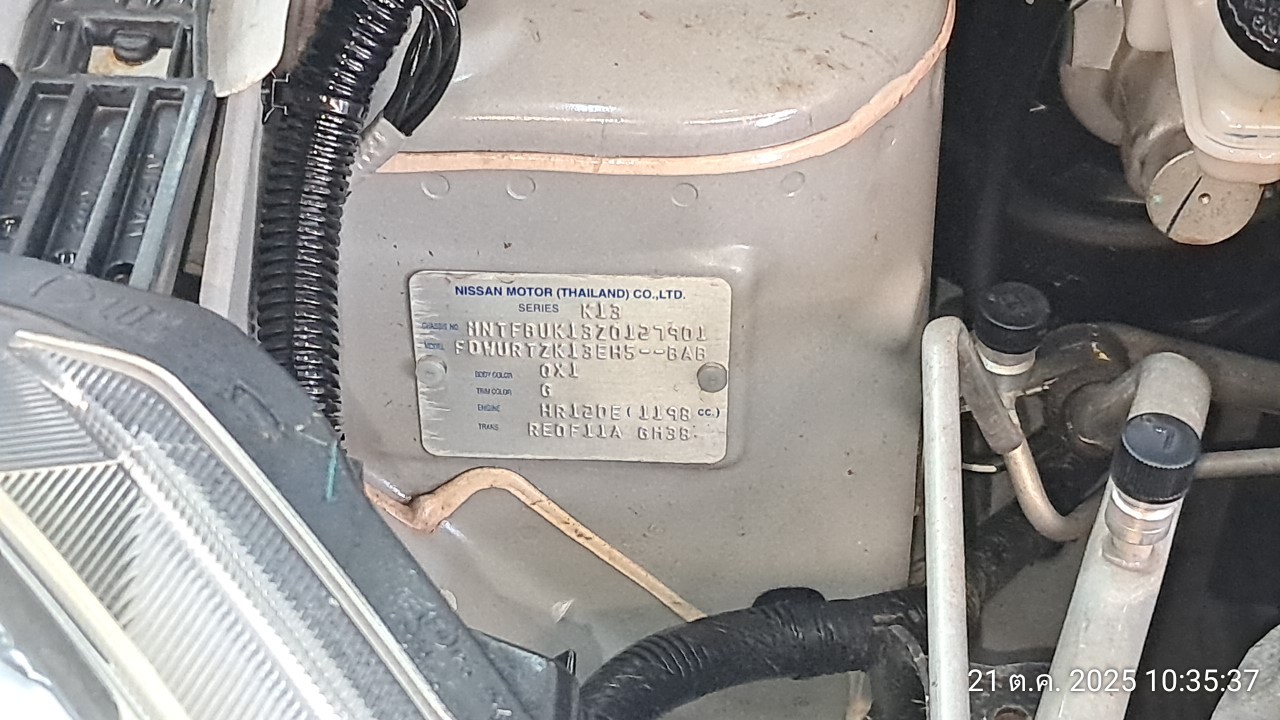 NISSAN MOTOR (THAILAND) CO.,LTD.
SERIES K13
CHASSIS NO. MNTFBUK13Z0127901
MODEL FDWURTZK13EH5--BAB
BODY COLOR QX1
TRIM COLOR G
ENGINE HR12DE(1198 CC.)
TRANS RE0F11A GH38
21 ต.ค. 2025 10:35:37